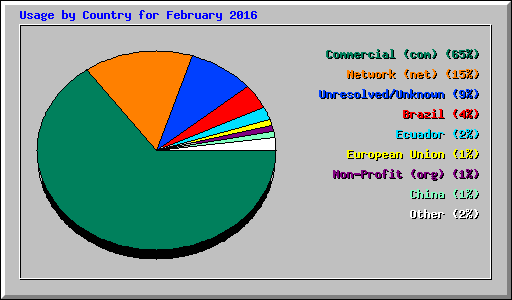 Usage by Country for February 2016
Commercial (com) (65%)
Network (net) (15%)
Unresolved/Unknown (9%)
Brazil (4%)
Ecuador (2%)
European Union (1%)
Non-Profit (org) (1%)
China (1%)
Other (2%)